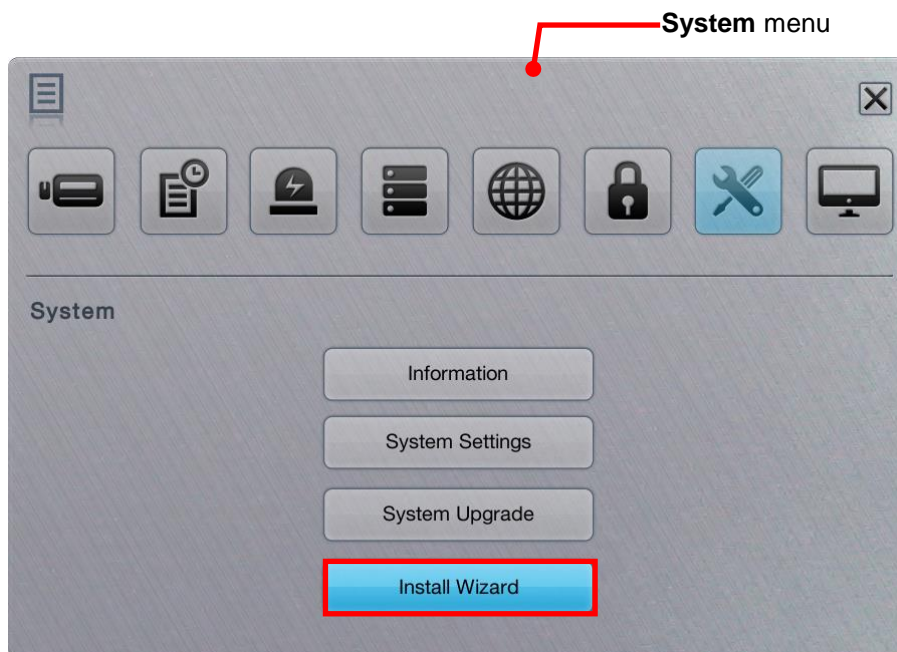 System menu
System
Information
System Settings
System Upgrade
Install Wizard